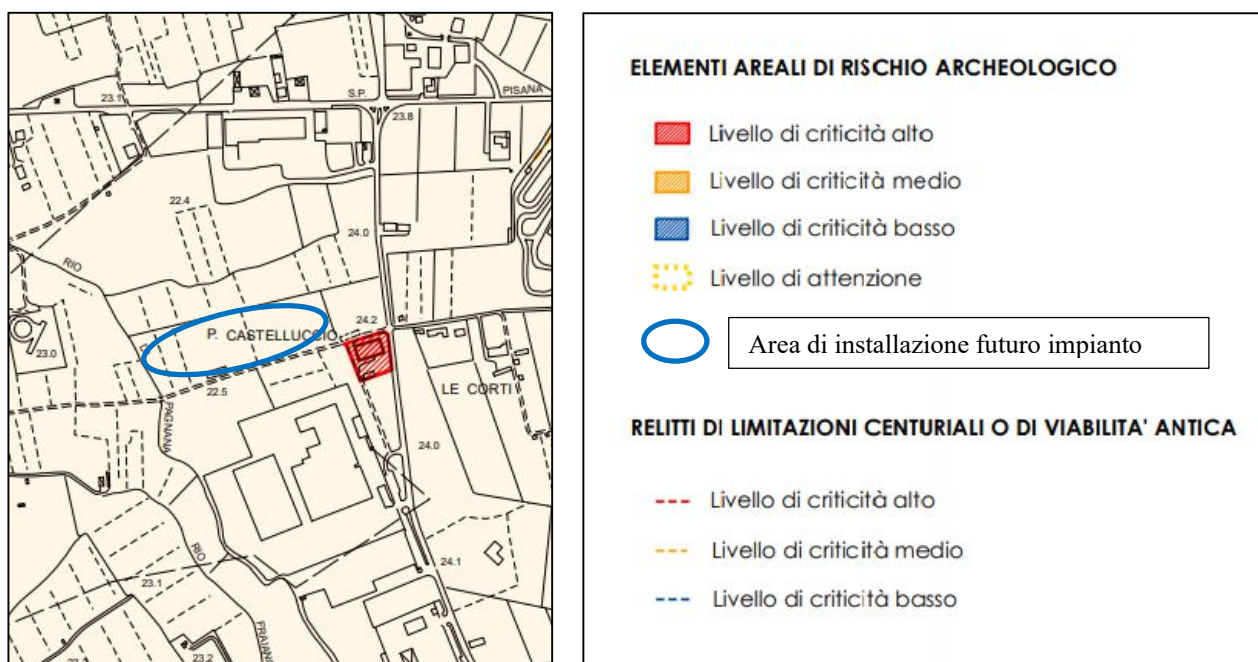 23.1
S.P.
PISANA
23.8
22.4
24.0
RIO
24.2
P. CASTELLUCCIO
23.0
22.5
LE CORTI
PAGNANA
24.0
RIO
24.1
23.1
FRAIANO
23.2
ELEMENTI AREALI DI RISCHIO ARCHEOLOGICO
Livello di criticità alto
Livello di criticità medio
Livello di criticità basso
Livello di attenzione
Area di installazione futuro impianto
RELITTI DI LIMITAZIONI CENTURIALI O DI VIABILITA' ANTICA
Livello di criticità alto
Livello di criticità medio
Livello di criticità basso